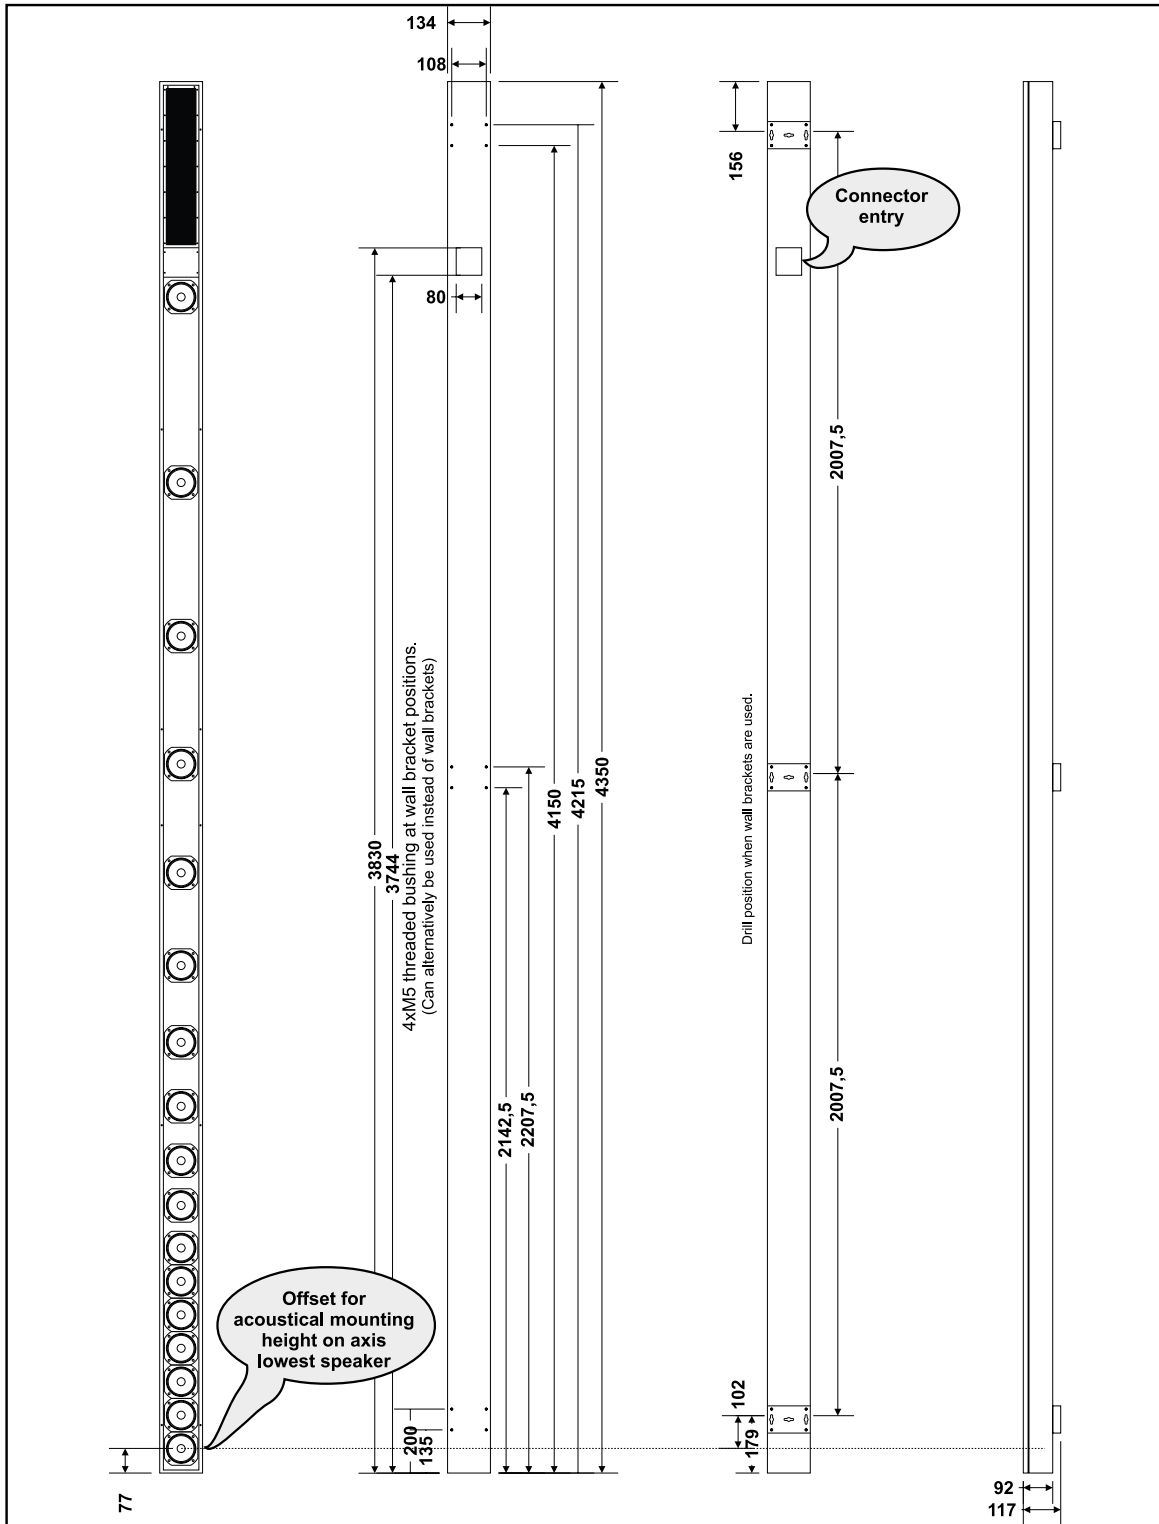 134
108
156
Connector
entry
80
2007,5
4xM5 threaded bushing at wall bracket positions.
(Can alternatively be used instead of wall brackets)
Drill position when wall brackets are used.
3830
3744
4150
4215
4350
2142,5
2207,5
2007,5
Offset for
acoustical mounting
height on axis
lowest speaker
200
135
102
179
77
92
117